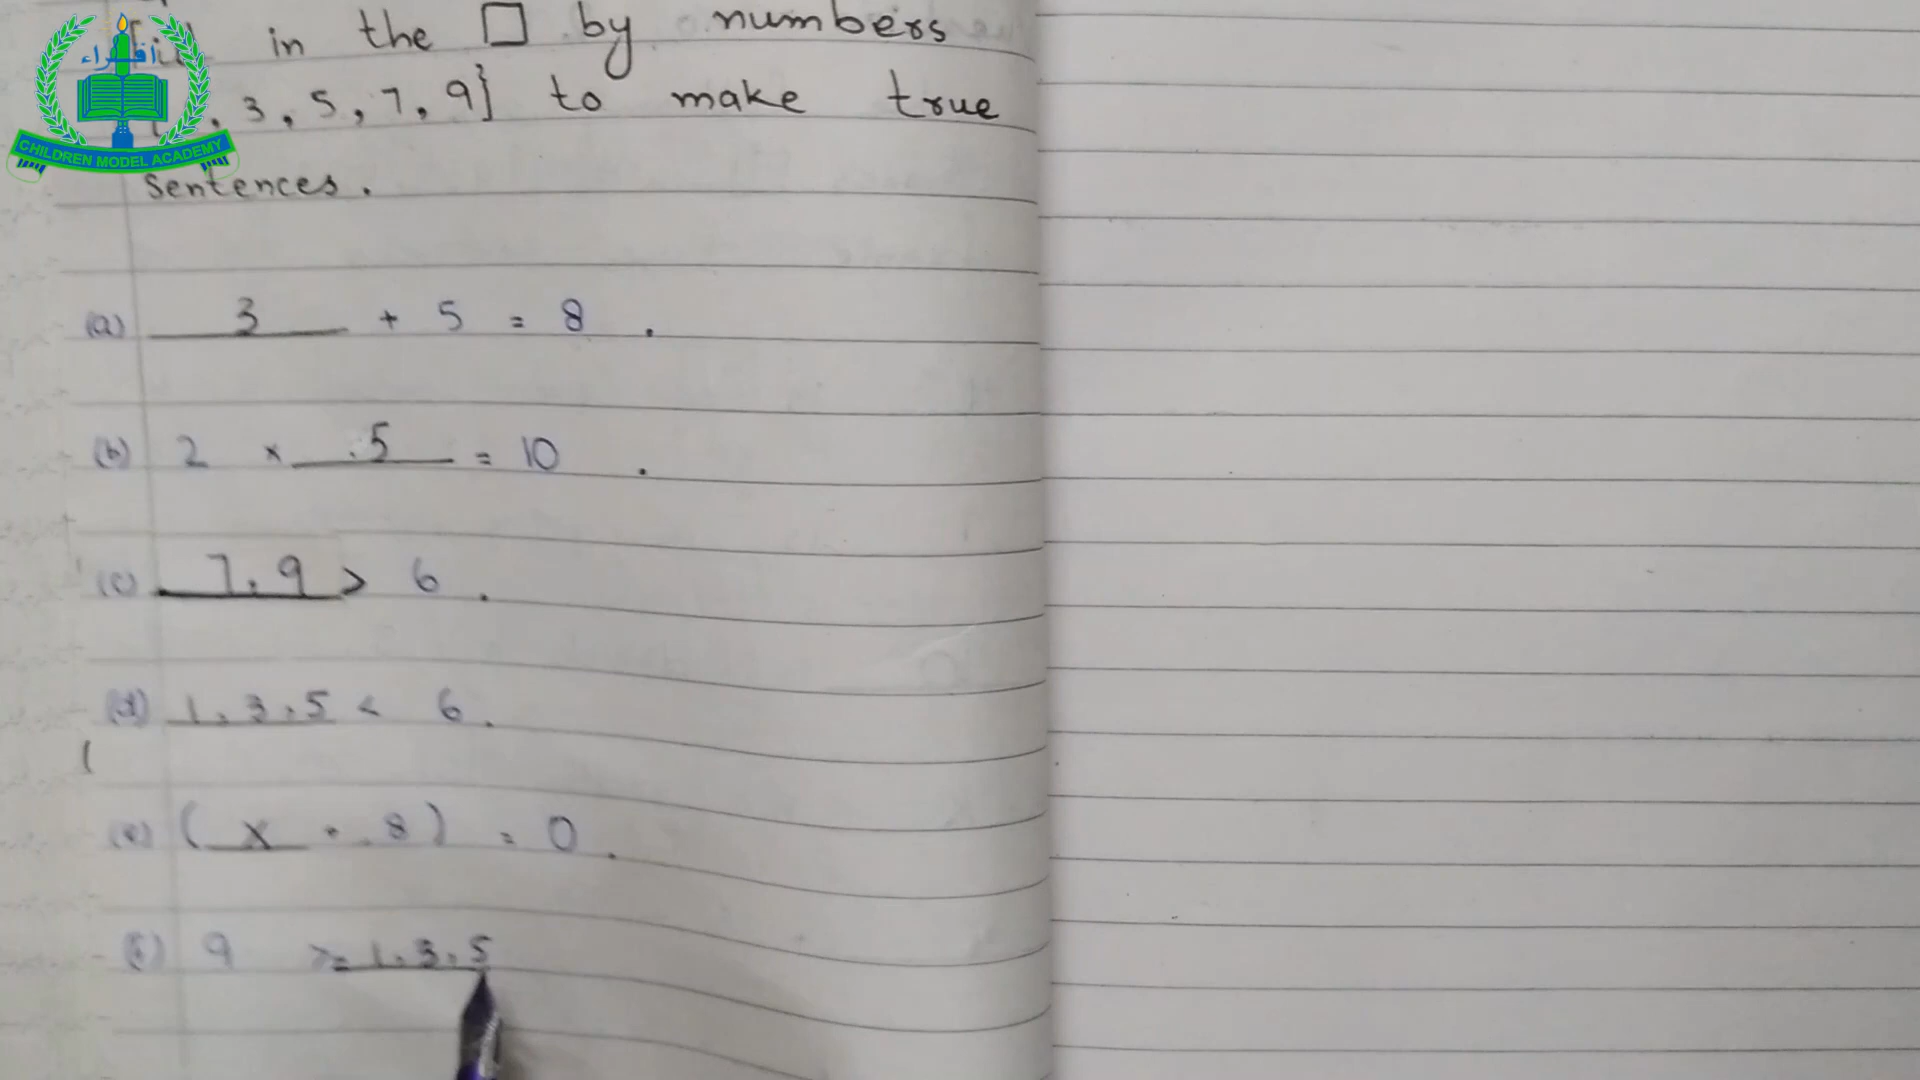 اقراء
CHILDREN MODEL ACADEMY
in the □ by numbers
, 3, 5, 7, 9} to make true
Sentences.
(a) 3 + 5 = 8.
(b) 2 × 5 = 10.
(c) 7, 9 > 6.
(d) 1, 3, 5 < 6.
(
(e) ( x - 8) = 0.
(f) 9 > 1, 3, 5